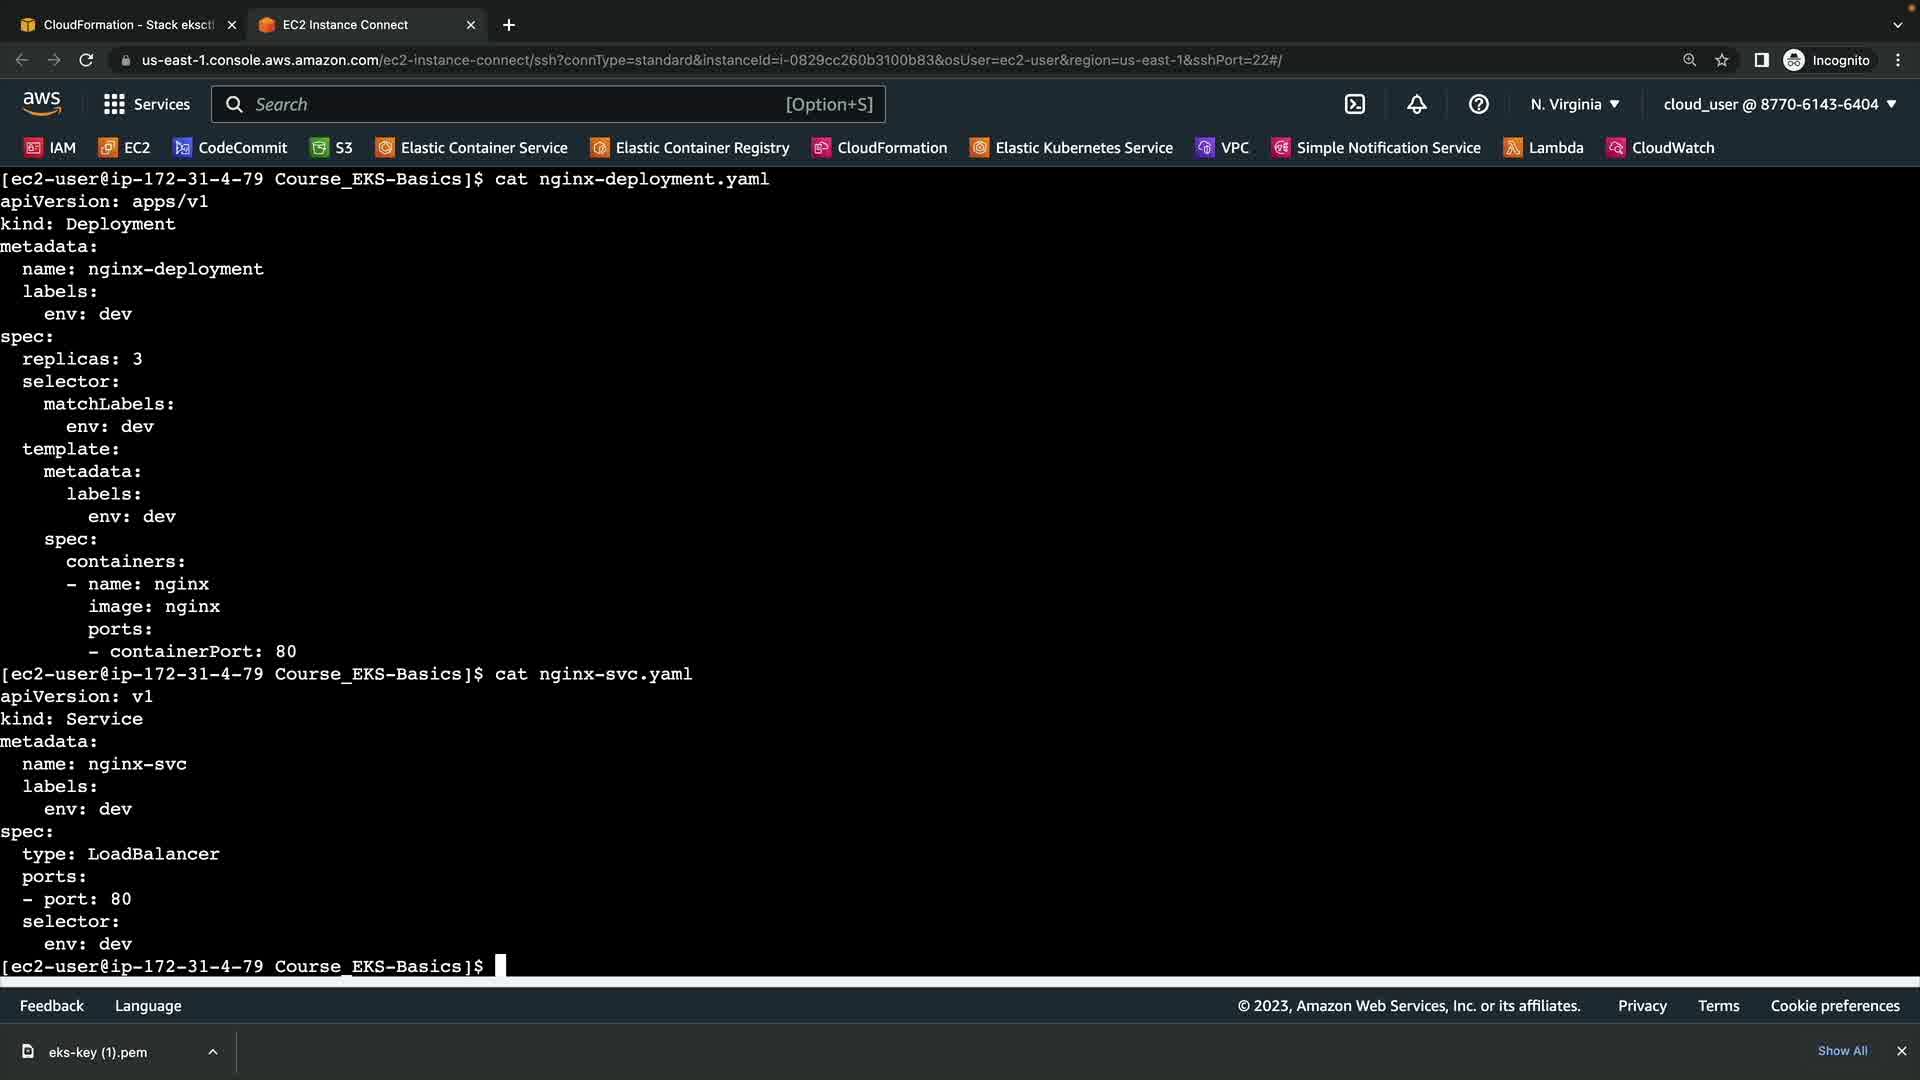 CloudFormation - Stack eksctl
EC2 Instance Connect
us-east-1.console.aws.amazon.com/ec2-instance-connect/ssh?connType=standard&instanceId=i-0829cc260b3100b83&osUser=ec2-user&region=us-east-1&sshPort=22#/
Incognito
aws
Services
Search
[Option+S]
N. Virginia
cloud_user @ 8770-6143-6404
IAM
EC2
CodeCommit
S3
Elastic Container Service
Elastic Container Registry
CloudFormation
Elastic Kubernetes Service
VPC
Simple Notification Service
Lambda
CloudWatch
[ec2-user@ip-172-31-4-79 Course_EKS-Basics]$ cat nginx-deployment.yaml
apiVersion: apps/v1
kind: Deployment
metadata:
  name: nginx-deployment
  labels:
    env: dev
spec:
  replicas: 3
  selector:
    matchLabels:
      env: dev
  template:
    metadata:
      labels:
        env: dev
    spec:
      containers:
      - name: nginx
        image: nginx
        ports:
        - containerPort: 80
[ec2-user@ip-172-31-4-79 Course_EKS-Basics]$ cat nginx-svc.yaml
apiVersion: v1
kind: Service
metadata:
  name: nginx-svc
  labels:
    env: dev
spec:
  type: LoadBalancer
  ports:
  - port: 80
  selector:
    env: dev
[ec2-user@ip-172-31-4-79 Course_EKS-Basics]$
Feedback
Language
© 2023, Amazon Web Services, Inc. or its affiliates.
Privacy
Terms
Cookie preferences
eks-key (1).pem
Show All